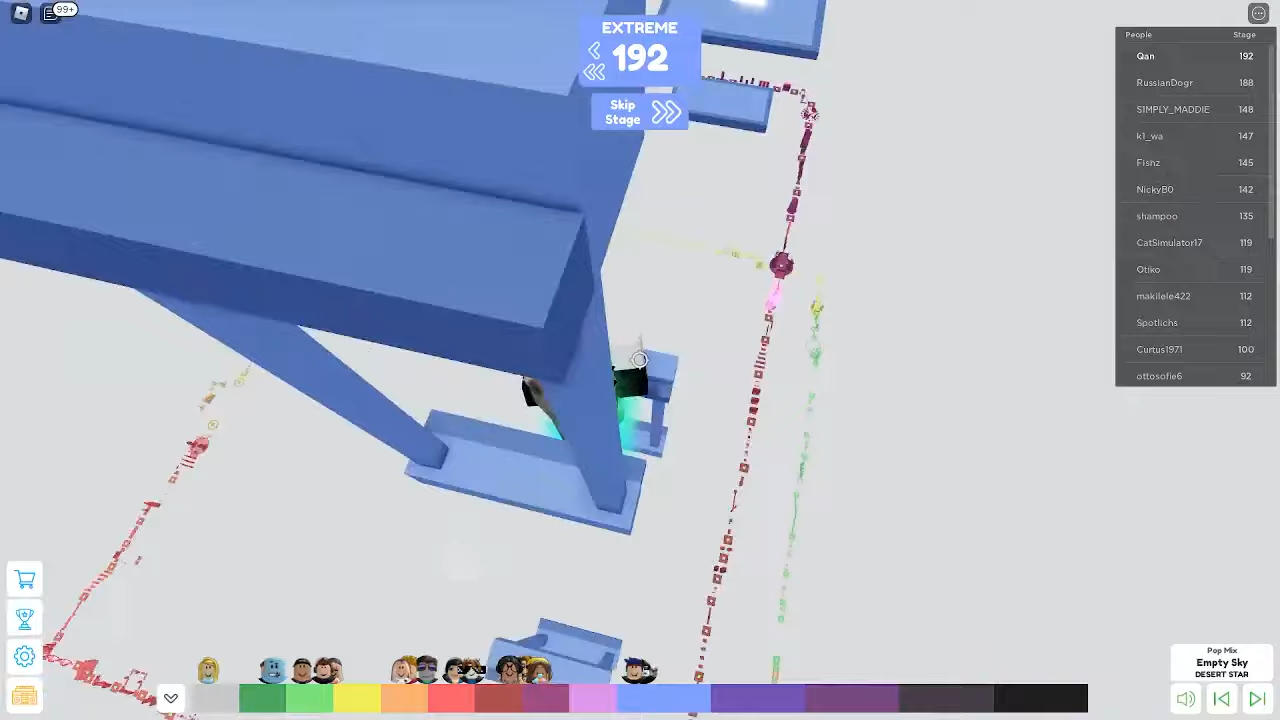 99+
EXTREME
192
Skip
Stage
People Stage
Qan 192
RussianDogr 188
S1MPLY_MADDIE 148
k1_wa 147
Fishz 145
NickyB0 142
shampoo 135
CatSimulator17 119
Otiko 119
makilele422 112
Spotlichs 112
Curtus1971 100
ottosofie6 92
Pop Mix
Empty Sky
DESERT STAR